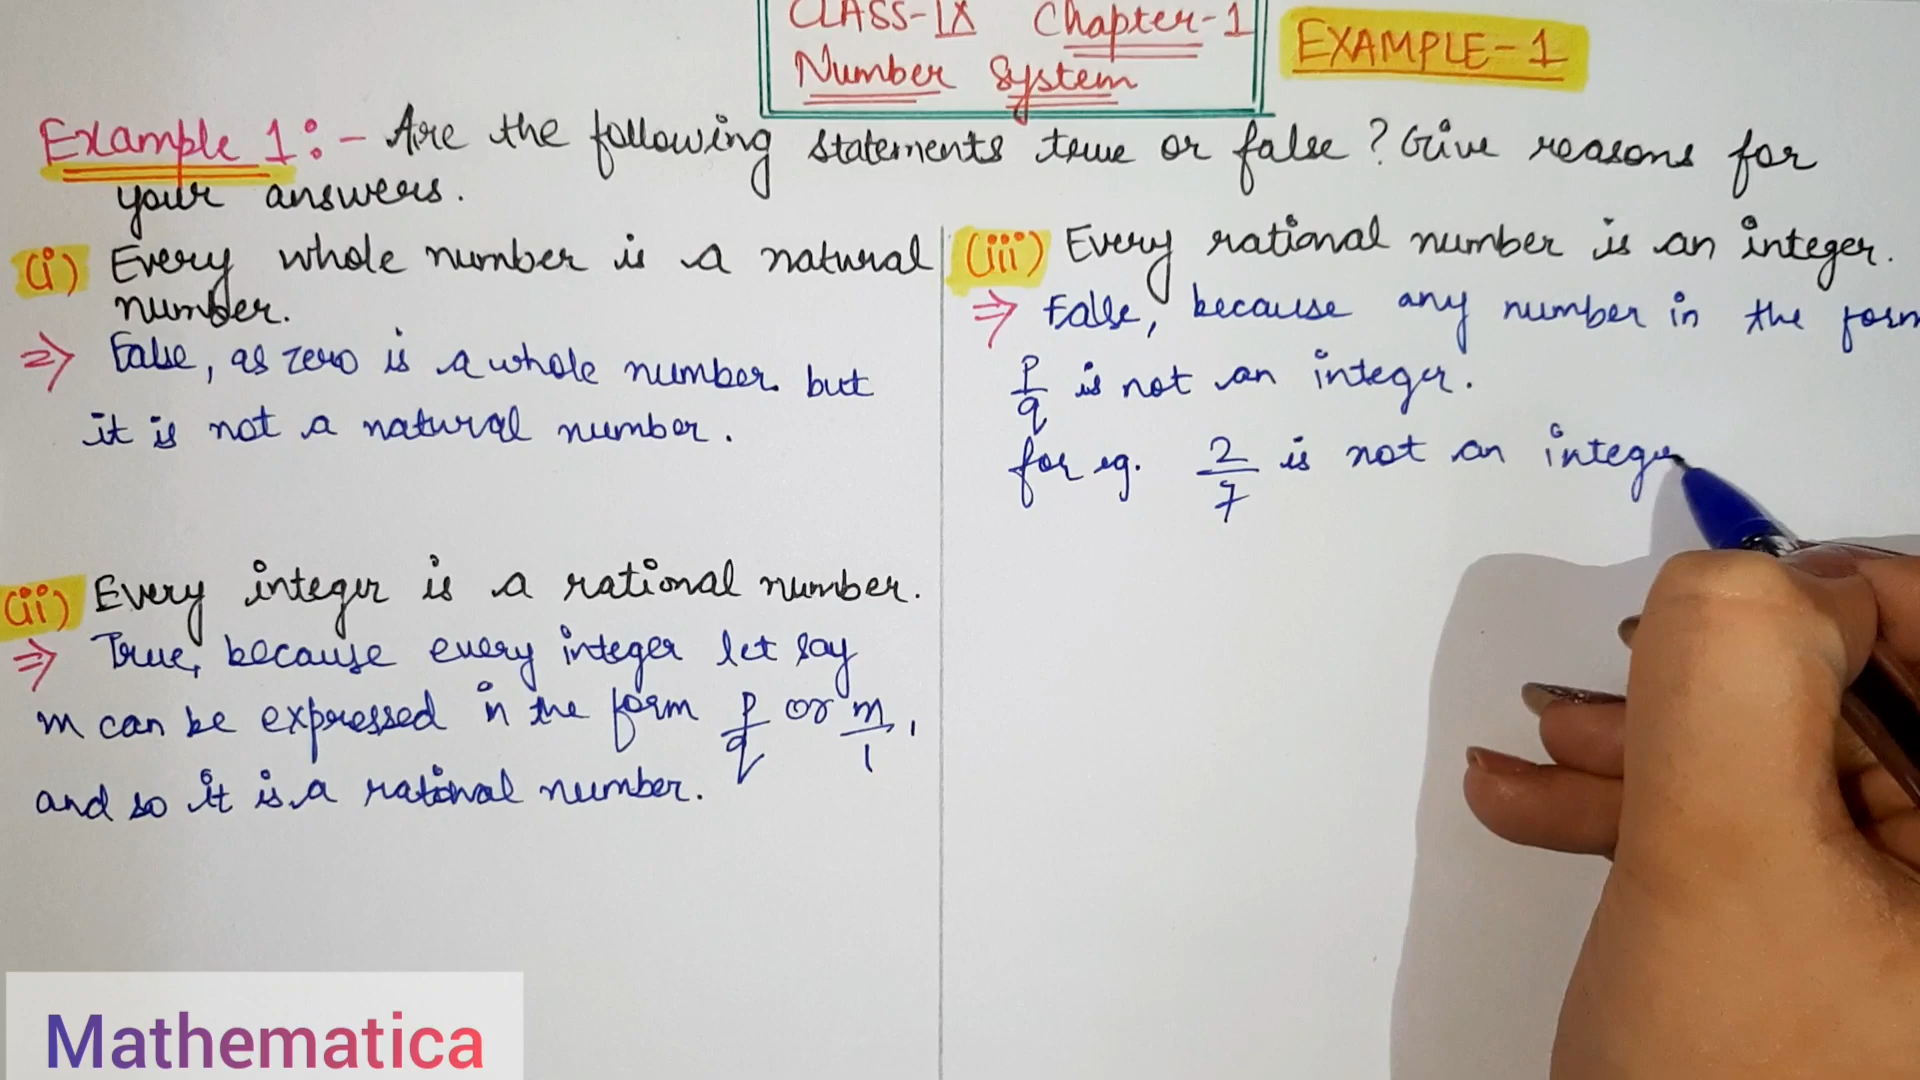 CLASS-IX Chapter-1
Number System
EXAMPLE-1
Example 1:- Are the following statements true or false? Give reasons for
your answers.
(i) Every whole number is a natural
number.
⇒ False, as zero is a whole number but
it is not a natural number.
(ii) Every integer is a rational number.
⇒ True, because every integer let say
m can be expressed in the form p/q or m/1,
and so it is a rational number.
(iii) Every rational number is an integer.
⇒ False, because any number in the form
p/q is not an integer.
for eg. 2/7 is not an intege
Mathematica